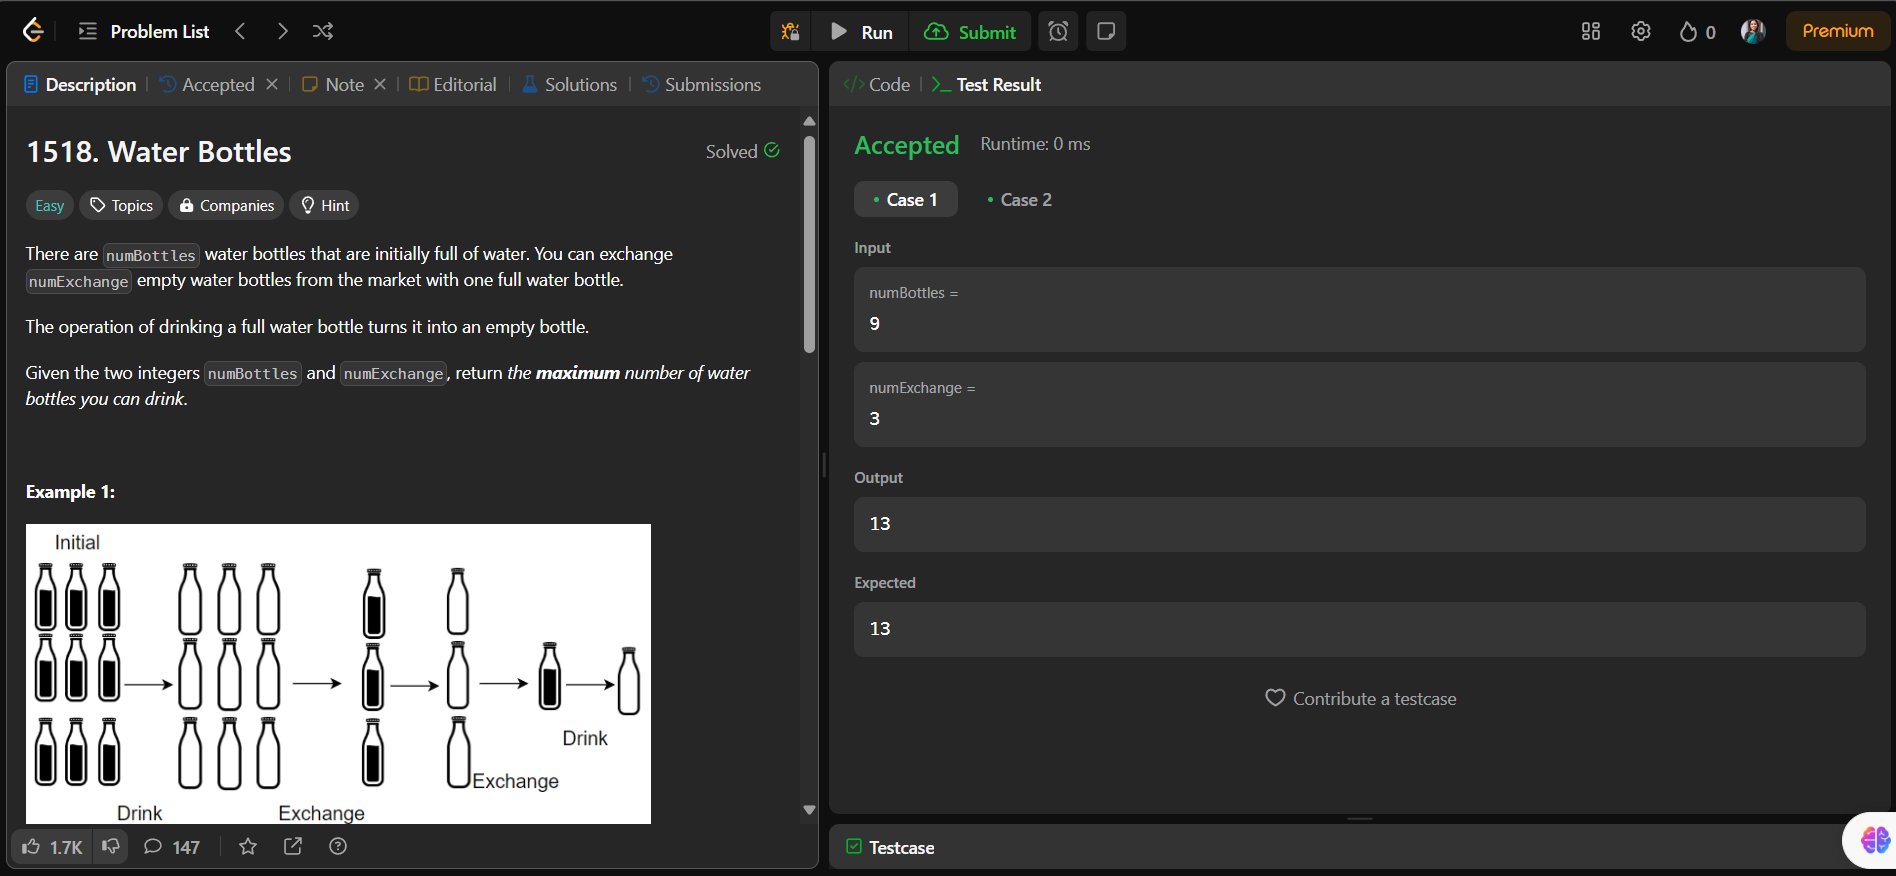 Problem List
Run
Submit
0
Premium
Description
Accepted
Note
Editorial
Solutions
Submissions
1518. Water Bottles
Solved
Easy
Topics
Companies
Hint
There are numBottles water bottles that are initially full of water. You can exchange
numExchange empty water bottles from the market with one full water bottle.
The operation of drinking a full water bottle turns it into an empty bottle.
Given the two integers numBottles and numExchange, return the maximum number of water
bottles you can drink.
Example 1:
Initial
Drink
Exchange
Exchange
Drink
1.7K
147
Code
Test Result
Accepted
Runtime: 0 ms
Case 1
Case 2
Input
numBottles =
9
numExchange =
3
Output
13
Expected
13
Contribute a testcase
Testcase